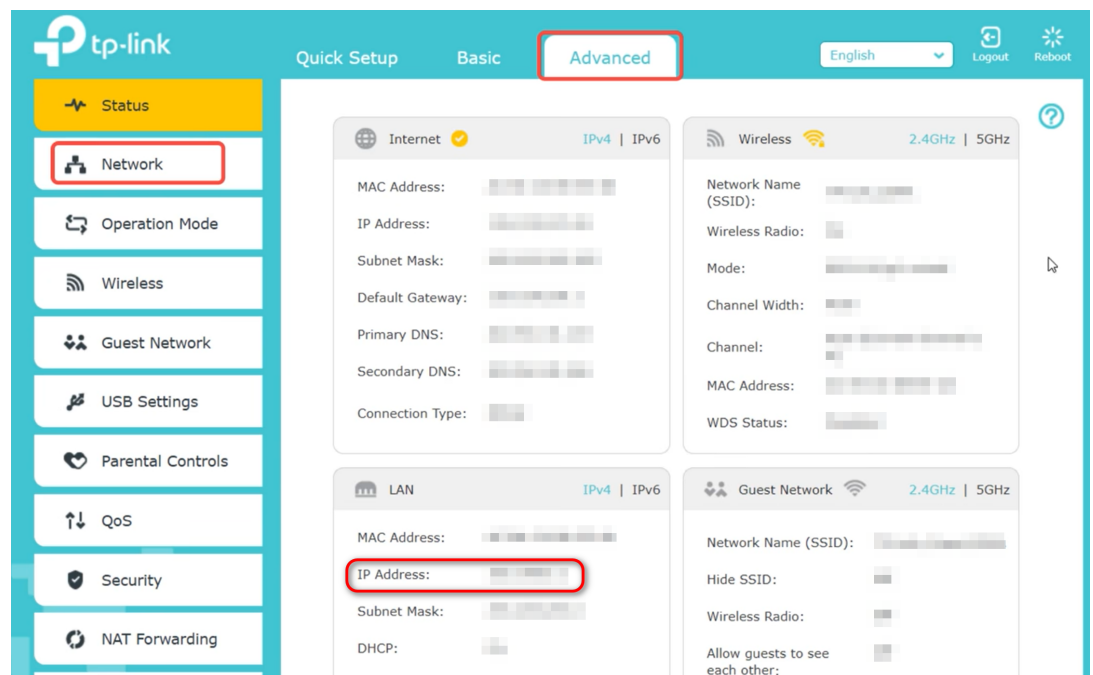 tp-link
Quick Setup
Basic
Advanced
English
Logout
Reboot
Status
Network
Operation Mode
Wireless
Guest Network
USB Settings
Parental Controls
QoS
Security
NAT Forwarding
Internet
IPv4 | IPv6
MAC Address:
IP Address:
Subnet Mask:
Default Gateway:
Primary DNS:
Secondary DNS:
Connection Type:
Wireless
2.4GHz | 5GHz
Network Name
(SSID):
Wireless Radio:
Mode:
Channel Width:
Channel:
MAC Address:
WDS Status:
?
LAN
IPv4 | IPv6
MAC Address:
IP Address:
Subnet Mask:
DHCP:
Guest Network
2.4GHz | 5GHz
Network Name (SSID):
Hide SSID:
Wireless Radio:
Allow guests to see
each other: